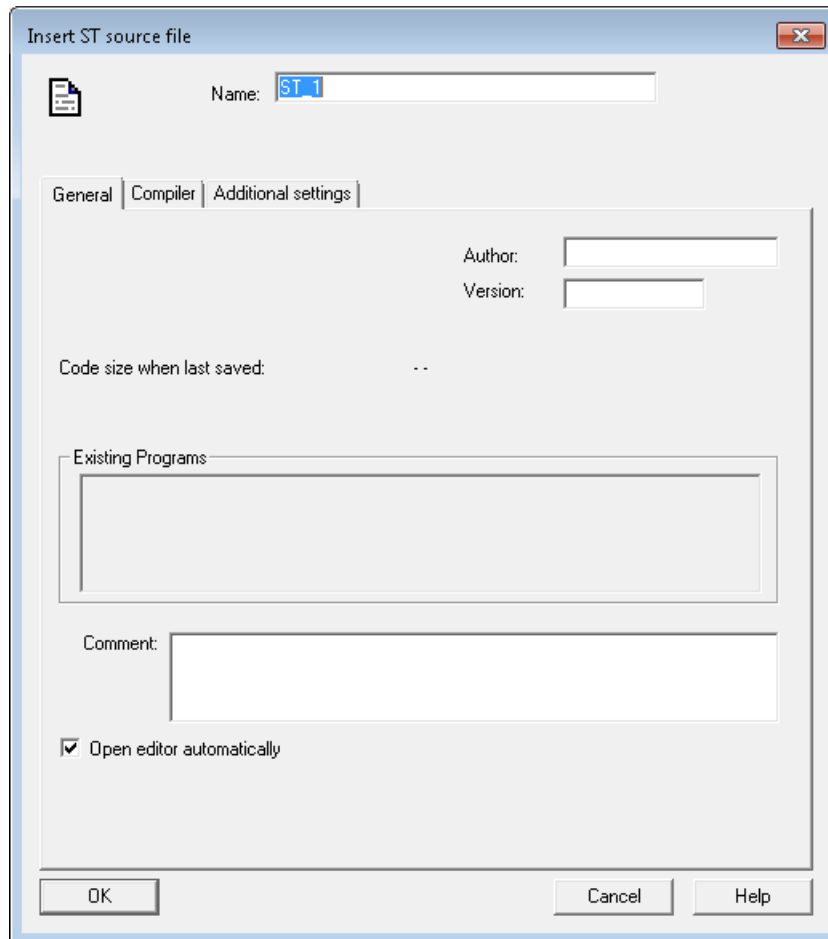 Insert ST source file
Name: ST_1
General Compiler Additional settings
Author:
Version:
Code size when last saved: - -
Existing Programs
Comment:
Open editor automatically
OK Cancel Help